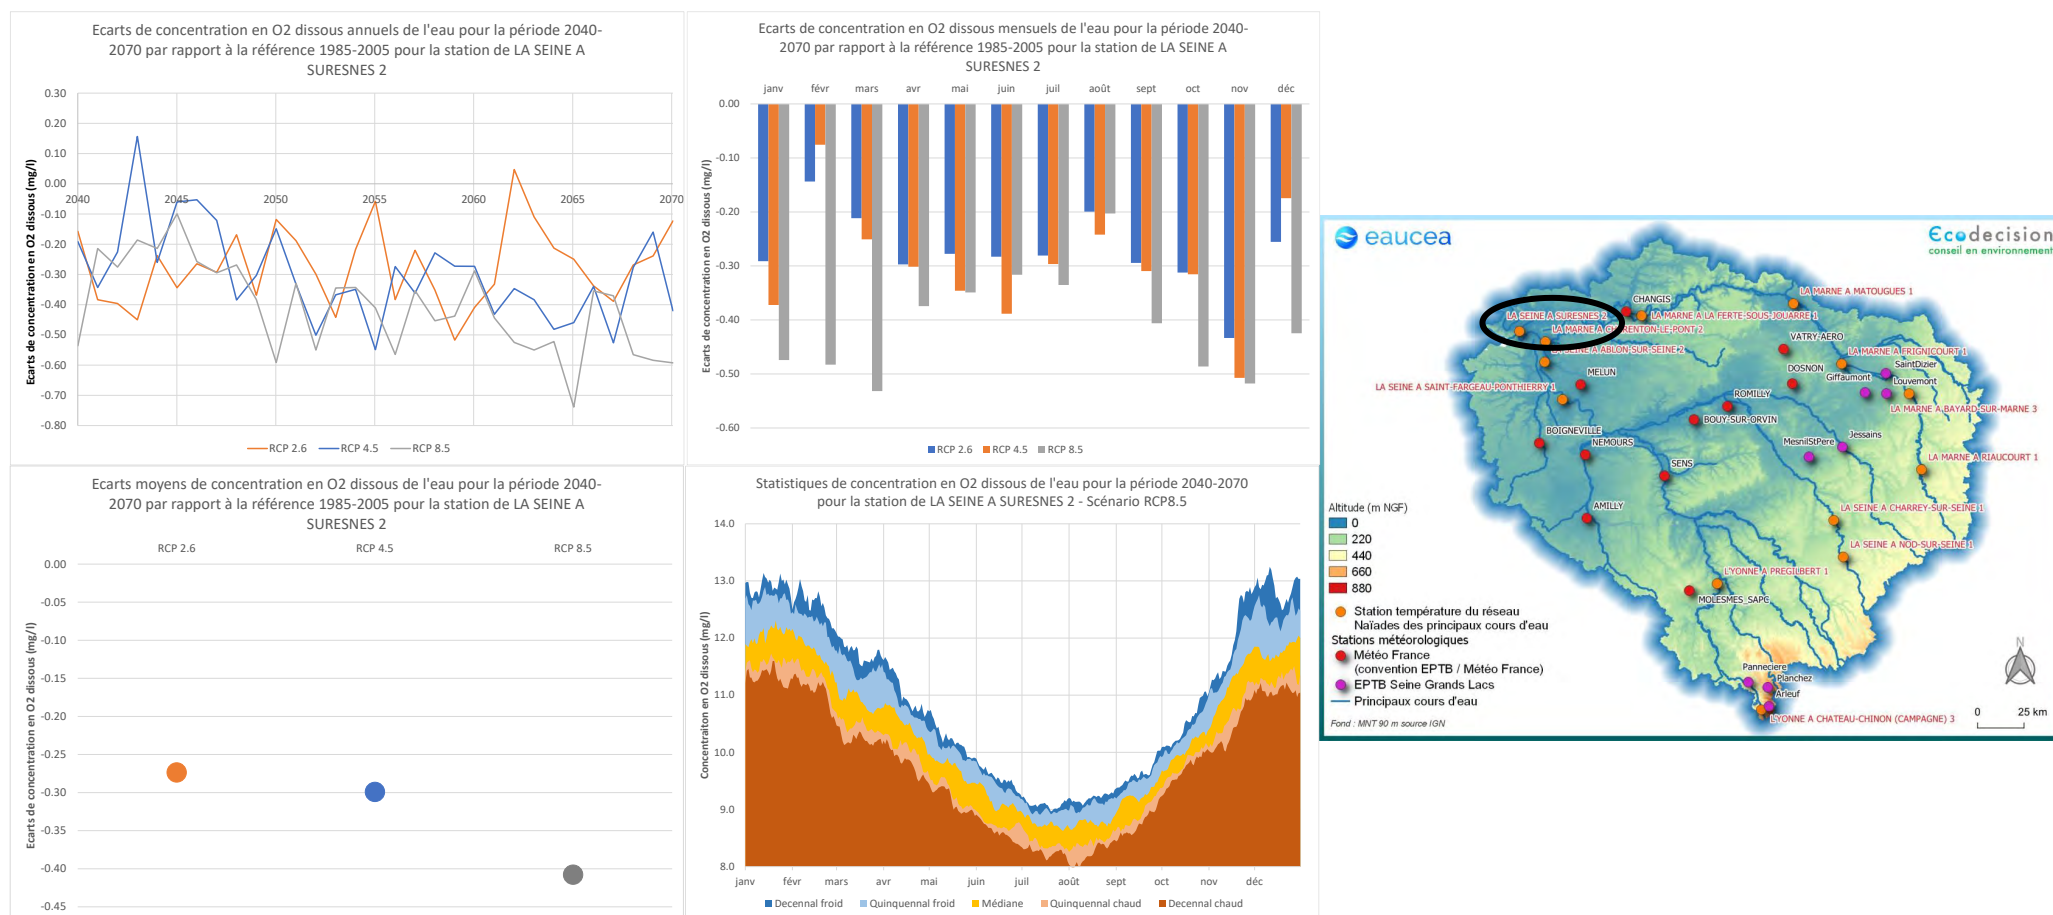 Ecarts de concentration en O2 dissous annuels de l'eau pour la période 2040-
2070 par rapport à la référence 1985-2005 pour la station de LA SEINE A
SURESNES 2
Ecarts de concentration en O2 dissous (mg/l)
0.30
0.20
0.10
0.00
-0.10
-0.20
-0.30
-0.40
-0.50
-0.60
-0.70
-0.80
2040 2045 2050 2055 2060 2065 2070
RCP 2.6 RCP 4.5 RCP 8.5
Ecarts de concentration en O2 dissous mensuels de l'eau pour la période 2040-
2070 par rapport à la référence 1985-2005 pour la station de LA SEINE A
SURESNES 2
janv févr mars avr mai juin juil août sept oct nov déc
Ecarts de concentration en O2 dissous (mg/l)
0.00
-0.10
-0.20
-0.30
-0.40
-0.50
-0.60
RCP 2.6 RCP 4.5 RCP 8.5
Ecarts moyens de concentration en O2 dissous de l'eau pour la période 2040-
2070 par rapport à la référence 1985-2005 pour la station de LA SEINE A
SURESNES 2
RCP 2.6 RCP 4.5 RCP 8.5
Ecarts de concentration en O2 dissous (mg/l)
0.00
-0.05
-0.10
-0.15
-0.20
-0.25
-0.30
-0.35
-0.40
-0.45
Statistiques de concentration en O2 dissous de l'eau pour la période 2040-2070
pour la station de LA SEINE A SURESNES 2 - Scénario RCP8.5
Concentraiton en O2 dissous (mg/l)
14.0
13.0
12.0
11.0
10.0
9.0
8.0
janv févr mars avr mai juin juil août sept oct nov déc
Decennal froid Quinquennal froid Médiane Quinquennal chaud Decennal chaud
eaucea
Ecodecision
conseil en environnement
LA MARNE A MATOUGUES 1
CHANGIS
LA SEINE A SURESNES 2
LA MARNE A LA FERTE-SOUS-JOUARRE 1
LA MARNE A CHARENTON-LE-PONT 2
VATRY-AERO
LA SEINE A ABLON-SUR-SEINE 2
LA MARNE A FRIGNICOURT 1
SaintDizier
MELUN
DOSNON
Giffaumont
Louvemont
LA SEINE A SAINT-FARGEAU-PONTHIERRY 1
ROMILLY
LA MARNE A BAYARD-SUR-MARNE 3
BOUY-SUR-ORVIN
BOIGNEVILLE
NEMOURS
MesnilStPere
Jessains
SENS
LA MARNE A RIAUCOURT 1
AMILLY
LA SEINE A CHARREY-SUR-SEINE 1
LA SEINE A NOD-SUR-SEINE 1
L'YONNE A PREGILBERT 1
MOLESMES_SAPC
Panneciere
Planchez
Arleuf
L'YONNE A CHATEAU-CHINON (CAMPAGNE) 3
Altitude (m NGF)
0
220
440
660
880
Station température du réseau
Naïades des principaux cours d'eau
Stations météorologiques
Météo France
(convention EPTB / Météo France)
EPTB Seine Grands Lacs
Principaux cours d'eau
Fond : MNT 90 m source IGN
N
0 25 km